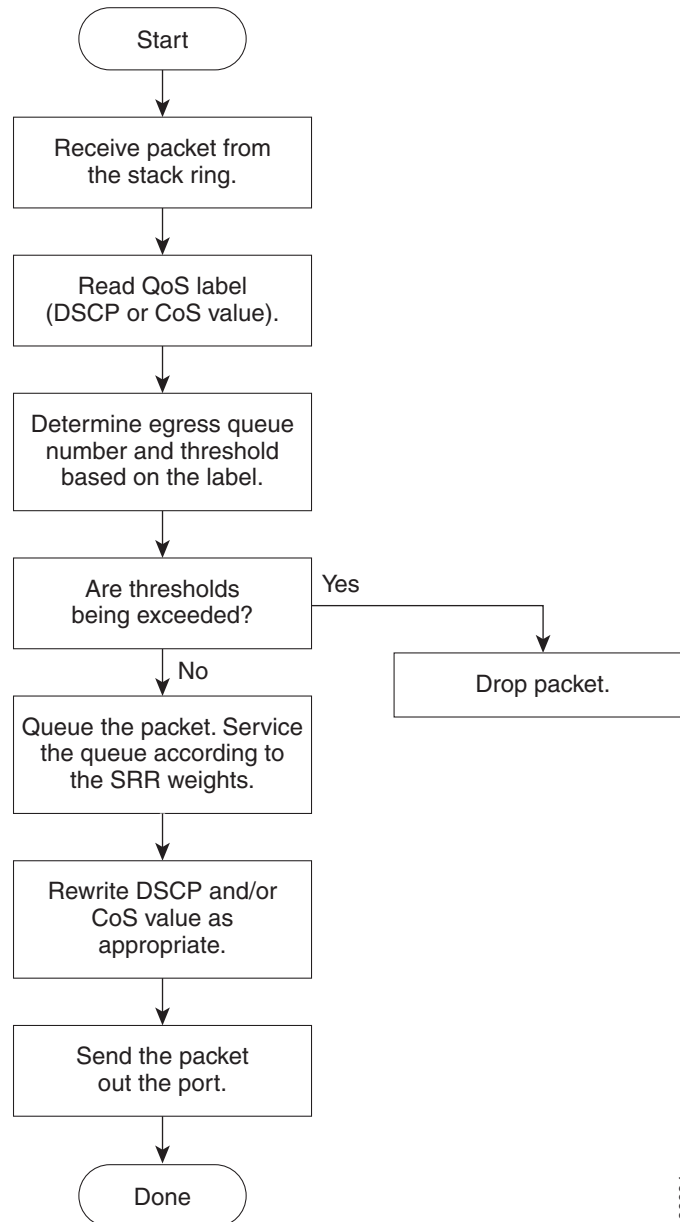 Start
Receive packet from
the stack ring.
Read QoS label
(DSCP or CoS value).
Determine egress queue
number and threshold
based on the label.
Are thresholds
being exceeded?
Yes
No
Drop packet.
Queue the packet. Service
the queue according to
the SRR weights.
Rewrite DSCP and/or
CoS value as
appropriate.
Send the packet
out the port.
Done